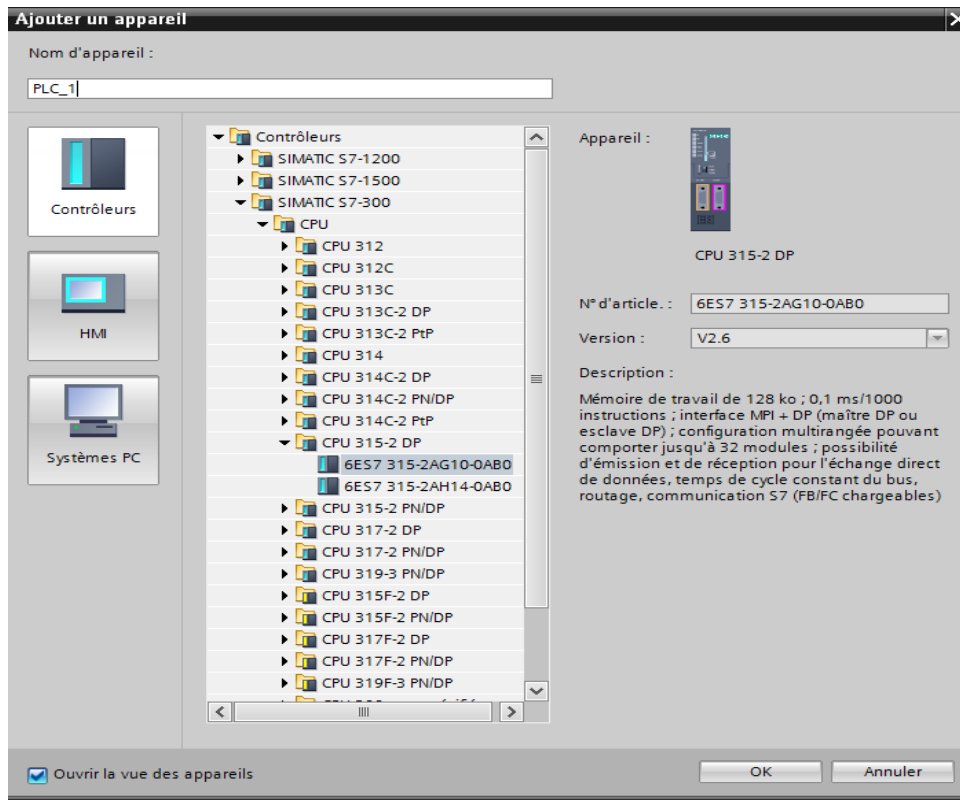 Ajouter un appareil
Nom d'appareil :
PLC_1
Contrôleurs
HMI
Systèmes PC
Contrôleurs
SIMATIC S7-1200
SIMATIC S7-1500
SIMATIC S7-300
CPU
CPU 312
CPU 312C
CPU 313C
CPU 313C-2 DP
CPU 313C-2 PtP
CPU 314
CPU 314C-2 DP
CPU 314C-2 PN/DP
CPU 314C-2 PtP
CPU 315-2 DP
6ES7 315-2AG10-0AB0
6ES7 315-2AH14-0AB0
CPU 315-2 PN/DP
CPU 317-2 DP
CPU 317-2 PN/DP
CPU 319-3 PN/DP
CPU 315F-2 DP
CPU 315F-2 PN/DP
CPU 317F-2 DP
CPU 317F-2 PN/DP
CPU 319F-3 PN/DP
Appareil :
CPU 315-2 DP
N° d'article. :
6ES7 315-2AG10-0AB0
Version :
V2.6
Description :
Mémoire de travail de 128 ko ; 0,1 ms/1000
instructions ; interface MPI + DP (maître DP ou
esclave DP) ; configuration multirangée pouvant
comporter jusqu'à 32 modules ; possibilité
d'émission et de réception pour l'échange direct
de données, temps de cycle constant du bus,
routage, communication S7 (FB/FC chargeables)
Ouvrir la vue des appareils
OK
Annuler